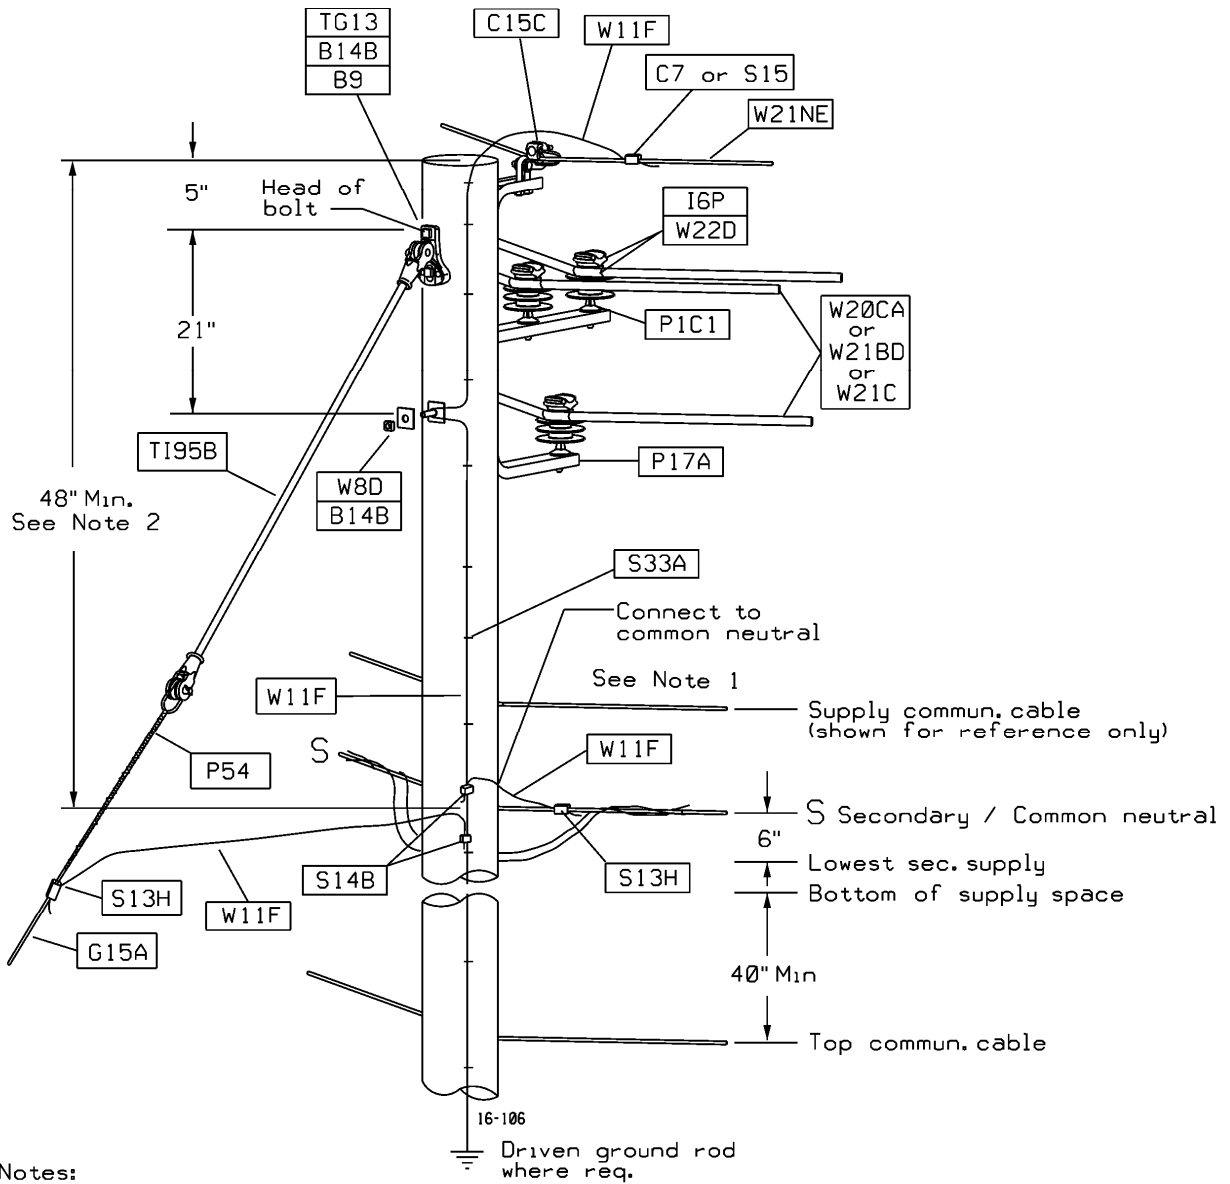 TG13
B14B
B9
C15C
W11F
C7 or S15
W21NE
5"
Head of
bolt
I6P
W22D
21"
P1C1
W20CA
or
W21BD
or
W21C
TI95B
W8D
B14B
P17A
48" Min.
See Note 2
S33A
Connect to
common neutral
See Note 1
W11F
Supply commun. cable
(shown for reference only)
S
W11F
P54
S Secondary / Common neutral
6"
Lowest sec. supply
S14B
S13H
S13H
W11F
Bottom of supply space
G15A
40" Min
Top commun. cable
16-106
Driven ground rod
where req.
Notes: